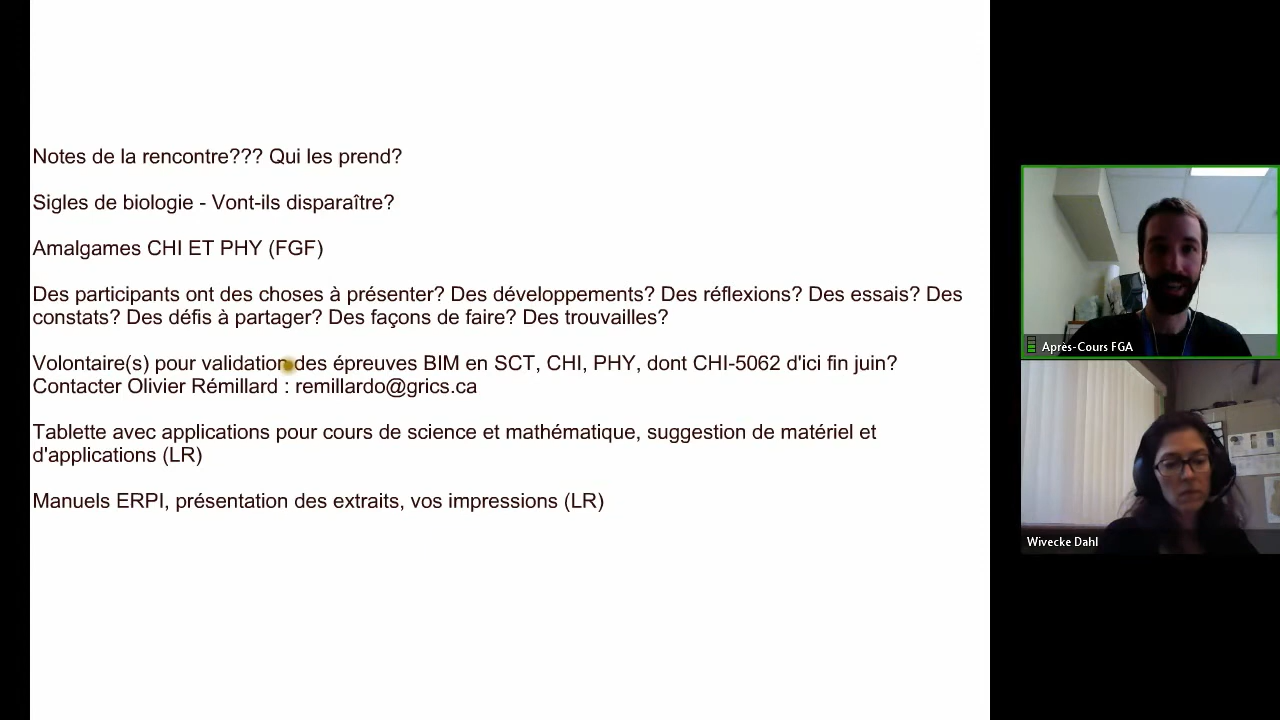 Notes de la rencontre??? Qui les prend?
Sigles de biologie - Vont-ils disparaître?
Amalgames CHI ET PHY (FGF)
Des participants ont des choses à présenter? Des développements? Des réflexions? Des essais? Des
constats? Des défis à partager? Des façons de faire? Des trouvailles?
Volontaire(s) pour validation des épreuves BIM en SCT, CHI, PHY, dont CHI-5062 d'ici fin juin?
Contacter Olivier Rémillard : remillardo@grics.ca
Tablette avec applications pour cours de science et mathématique, suggestion de matériel et
d'applications (LR)
Manuels ERPI, présentation des extraits, vos impressions (LR)
Après-Cours FGA
Wivecke Dahl